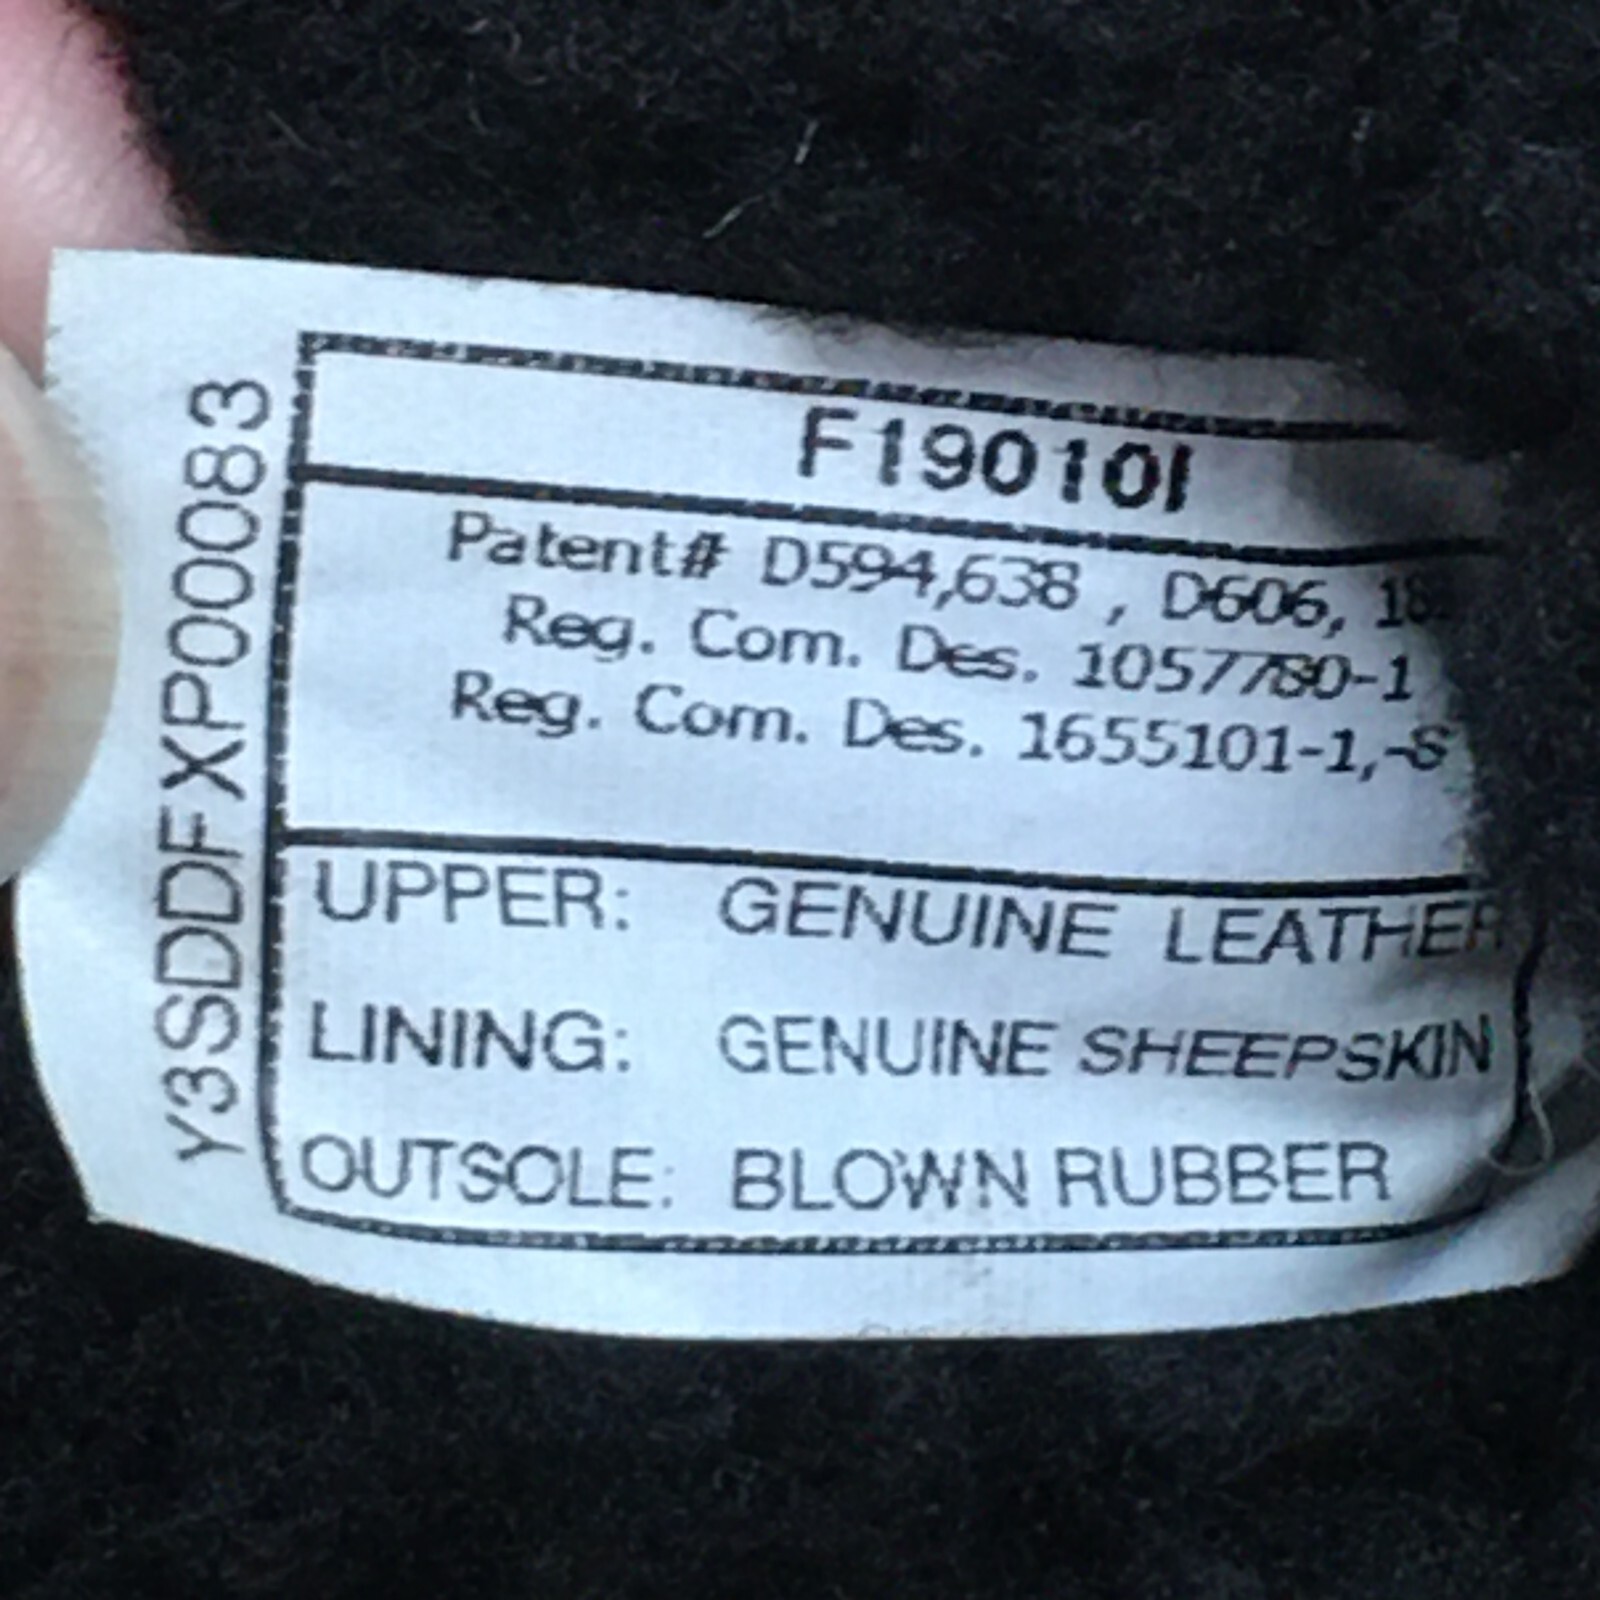 F19010I
Patent# D594,638 , D606,
Reg. Com. Des. 1057780-1
Reg. Com. Des. 1655101-1,-8
UPPER: GENUINE LEATHER
LINING: GENUINE SHEEPSKIN
OUTSOLE: BLOWN RUBBER
Y3SDDFXP00083